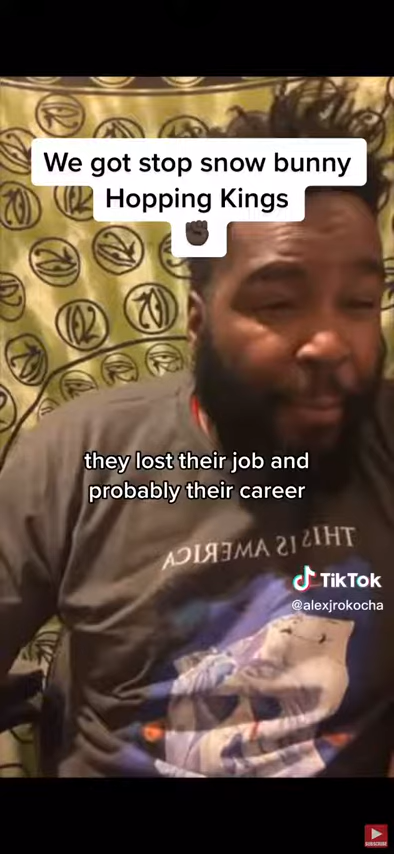 We got stop snow bunny
Hopping Kings
✊🏿
they lost their job and
probably their career
THIS IS AMERICA
TikTok
@alexjrokocha
SUBSCRIBE